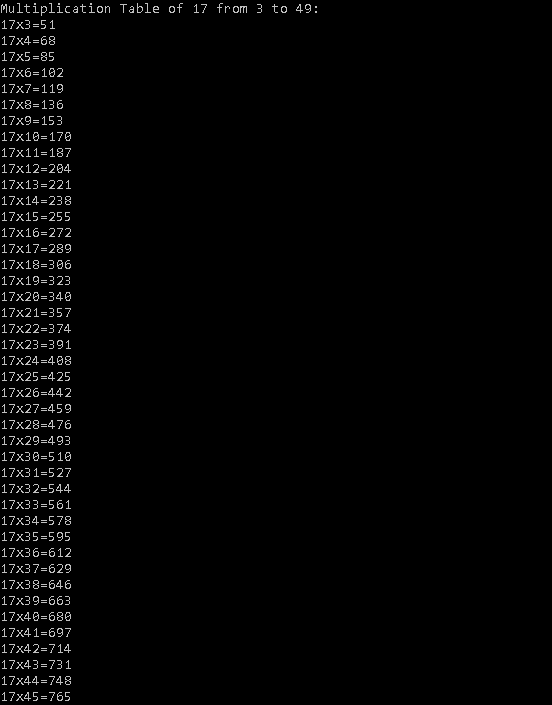 Multiplication Table of 17 from 3 to 49:
17x3=51
17x4=68
17x5=85
17x6=102
17x7=119
17x8=136
17x9=153
17x10=170
17x11=187
17x12=204
17x13=221
17x14=238
17x15=255
17x16=272
17x17=289
17x18=306
17x19=323
17x20=340
17x21=357
17x22=374
17x23=391
17x24=408
17x25=425
17x26=442
17x27=459
17x28=476
17x29=493
17x30=510
17x31=527
17x32=544
17x33=561
17x34=578
17x35=595
17x36=612
17x37=629
17x38=646
17x39=663
17x40=680
17x41=697
17x42=714
17x43=731
17x44=748
17x45=765